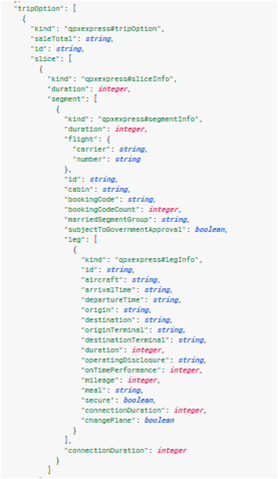 "tripOption": [
{
"kind": "qpxexpress#tripOption",
"saleTotal": string,
"id": string,
"slice": [
{
"kind": "qpxexpress#sliceInfo",
"duration": integer,
"segment": [
{
"kind": "qpxexpress#segmentInfo",
"duration": integer,
"flight": {
"carrier": string,
"number": string
},
"id": string,
"cabin": string,
"bookingCode": string,
"bookingCodeCount": integer,
"marriedSegmentGroup": string,
"subjectToGovernmentApproval": boolean,
"leg": [
{
"kind": "qpxexpress#legInfo",
"id": string,
"aircraft": string,
"arrivalTime": string,
"departureTime": string,
"origin": string,
"destination": string,
"originTerminal": string,
"destinationTerminal": string,
"duration": integer,
"operatingDisclosure": string,
"onTimePerformance": integer,
"mileage": integer,
"meal": string,
"secure": boolean,
"connectionDuration": integer,
"changePlane": boolean
}
],
"connectionDuration": integer
}
]